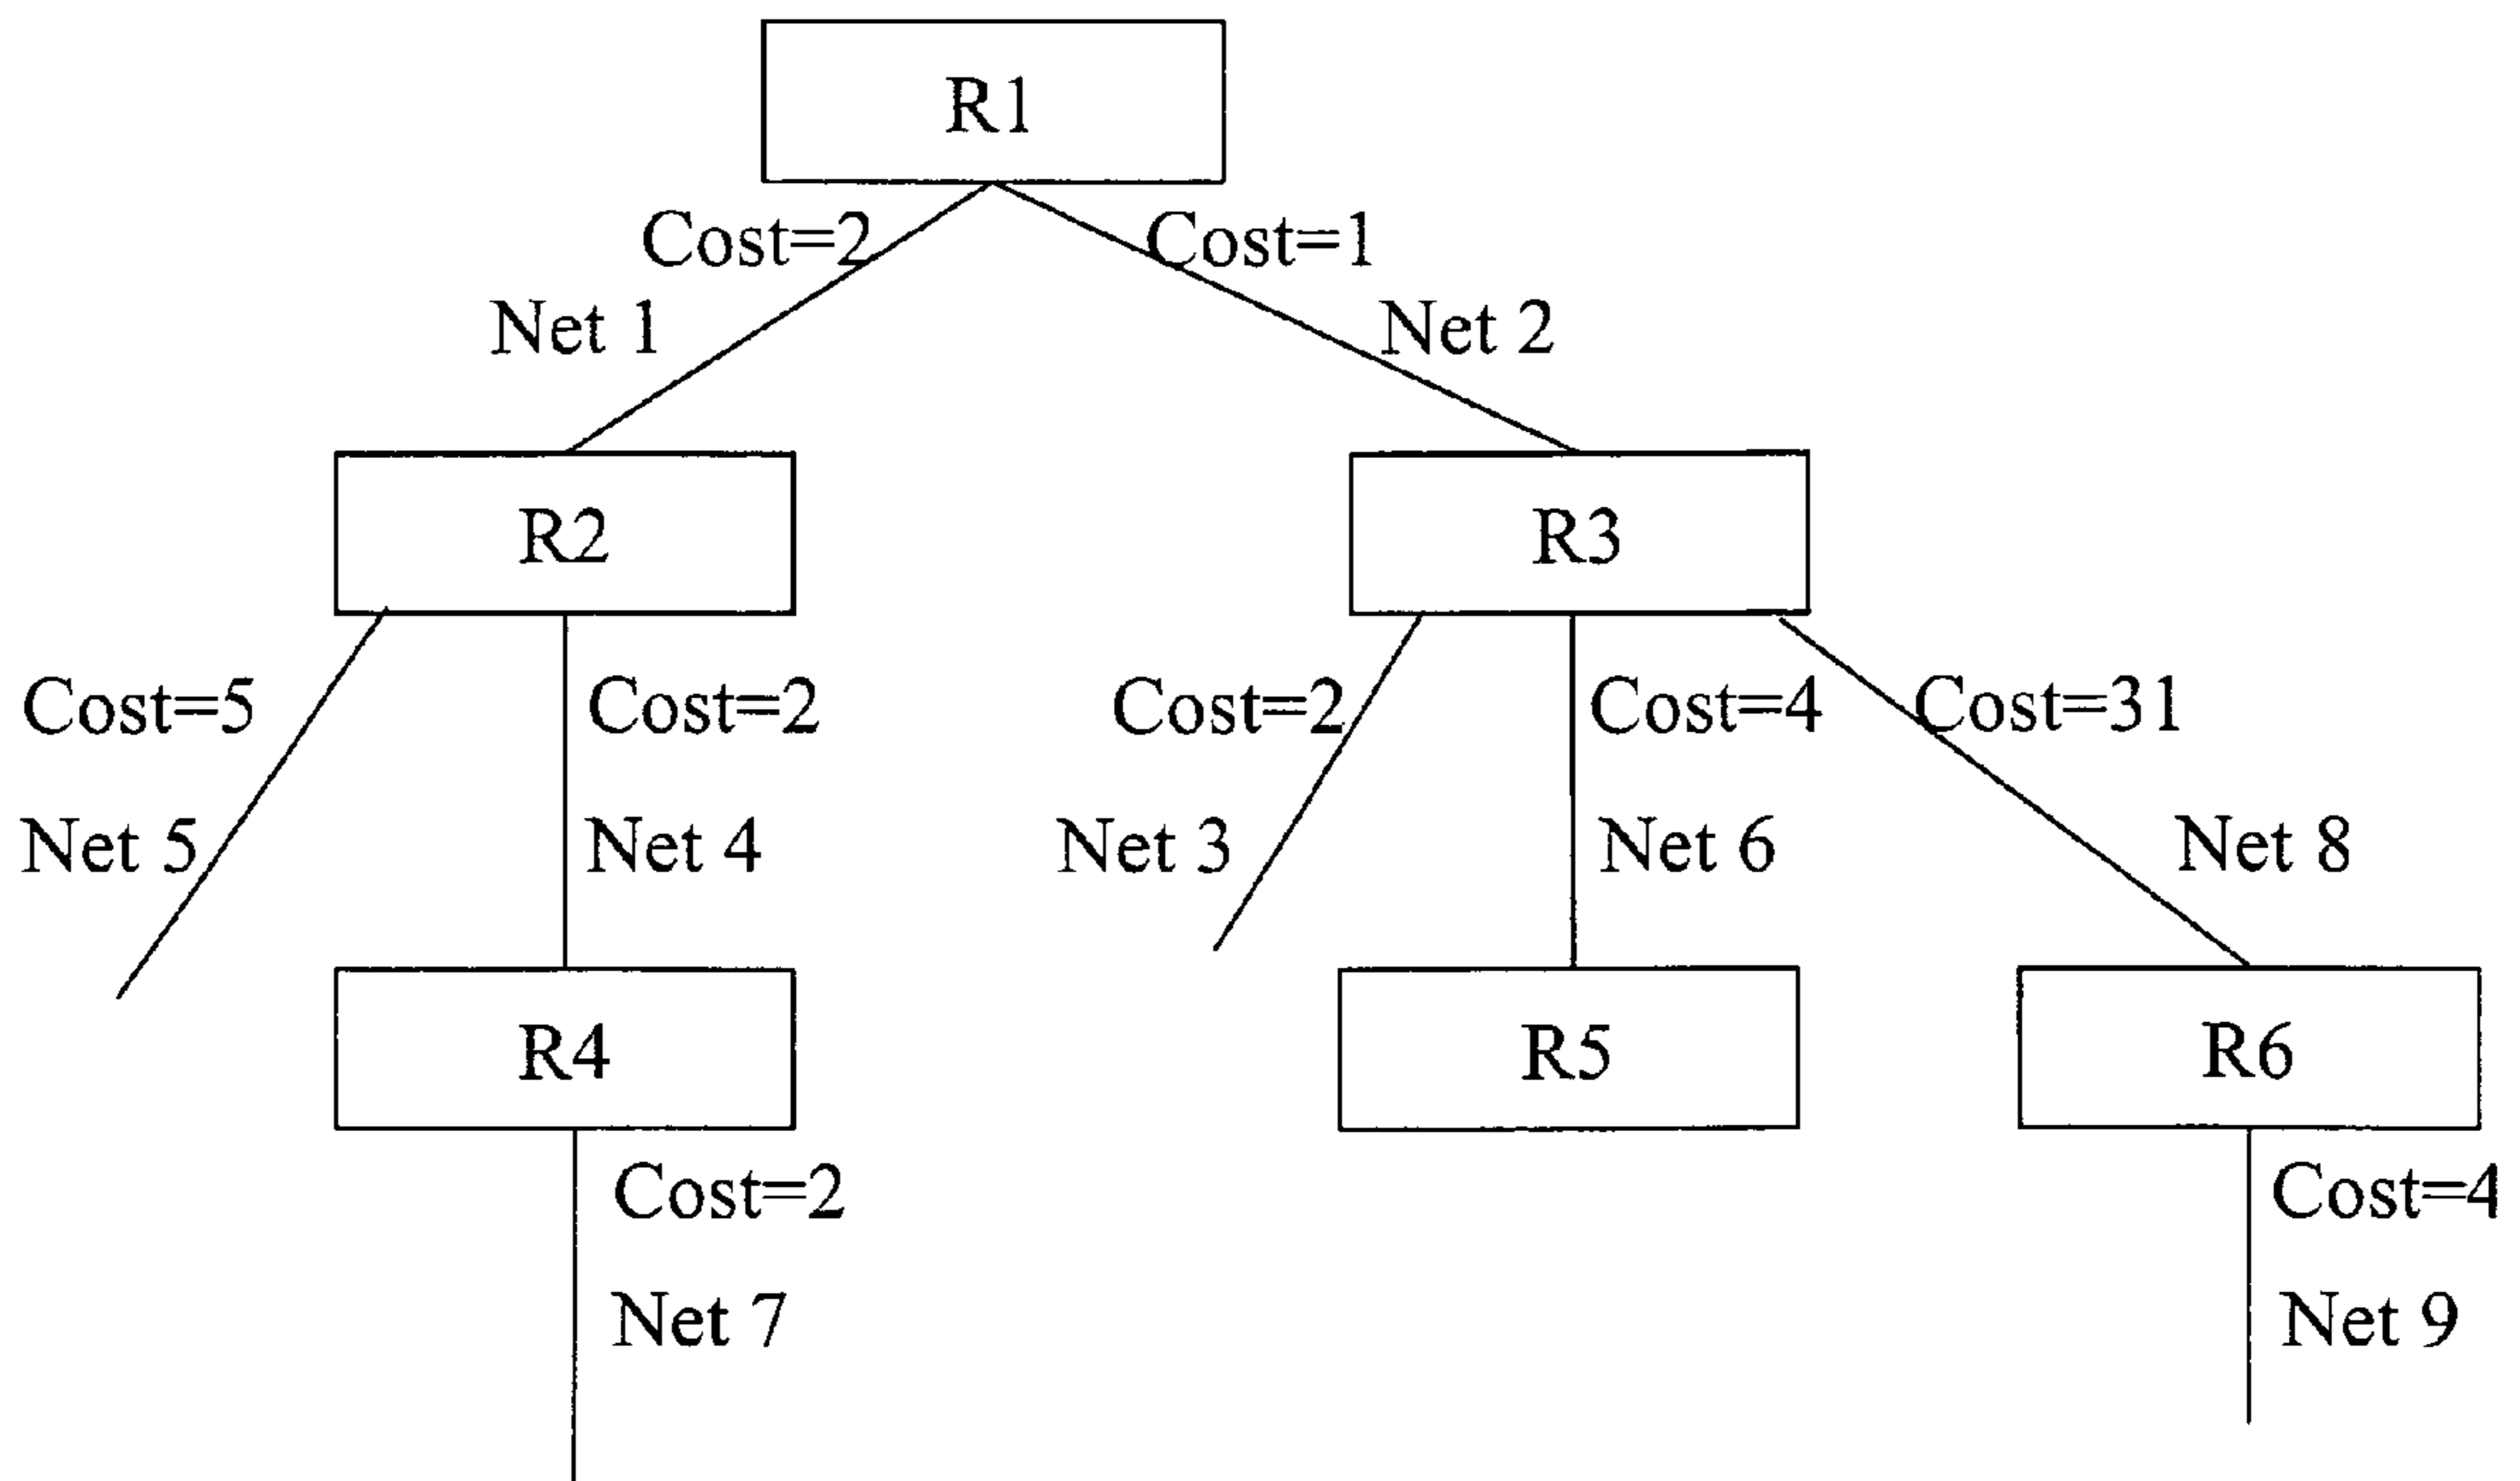 R1
Cost=2
Cost=1
Net 1
Net 2
R2
R3
Cost=5
Cost=2
Cost=2
Cost=4
Cost=31
Net 5
Net 4
Net 3
Net 6
Net 8
R4
R5
R6
Cost=2
Cost=4
Net 7
Net 9